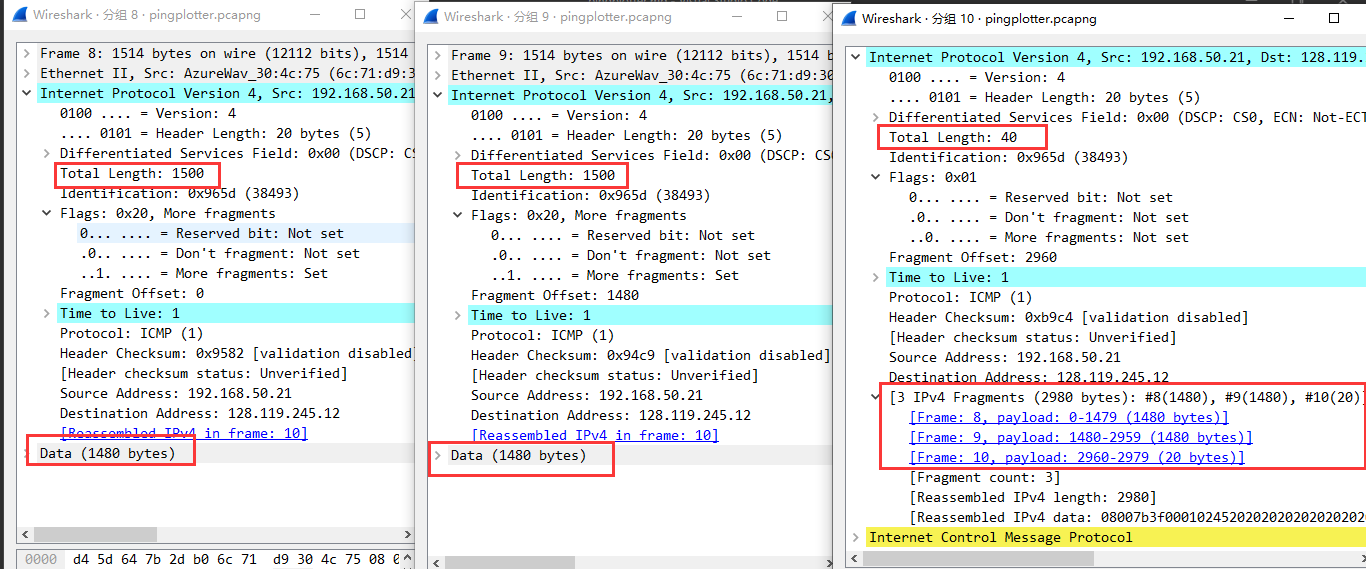 Wireshark · 分组 8 · pingplotter.pcapng
Frame 8: 1514 bytes on wire (12112 bits), 1514
Ethernet II, Src: AzureWav_30:4c:75 (6c:71:d9:3
Internet Protocol Version 4, Src: 192.168.50.21
0100 .... = Version: 4
.... 0101 = Header Length: 20 bytes (5)
Differentiated Services Field: 0x00 (DSCP: CS
Total Length: 1500
Identification: 0x965d (38493)
Flags: 0x20, More fragments
0... .... = Reserved bit: Not set
.0.. .... = Don't fragment: Not set
..1. .... = More fragments: Set
Fragment Offset: 0
Time to Live: 1
Protocol: ICMP (1)
Header Checksum: 0x9582 [validation disabled]
[Header checksum status: Unverified]
Source Address: 192.168.50.21
Destination Address: 128.119.245.12
[Reassembled IPv4 in frame: 10]
Data (1480 bytes)
0000 d4 5d 64 7b 2d b0 6c 71 d9 30 4c 75 08 0
Wireshark · 分组 9 · pingplotter.pcapng
Frame 9: 1514 bytes on wire (12112 bits), 1514 b
Ethernet II, Src: AzureWav_30:4c:75 (6c:71:d9:30
Internet Protocol Version 4, Src: 192.168.50.21,
0100 .... = Version: 4
.... 0101 = Header Length: 20 bytes (5)
Differentiated Services Field: 0x00 (DSCP: CS0
Total Length: 1500
Identification: 0x965d (38493)
Flags: 0x20, More fragments
0... .... = Reserved bit: Not set
.0.. .... = Don't fragment: Not set
..1. .... = More fragments: Set
Fragment Offset: 1480
Time to Live: 1
Protocol: ICMP (1)
Header Checksum: 0x94c9 [validation disabled]
[Header checksum status: Unverified]
Source Address: 192.168.50.21
Destination Address: 128.119.245.12
[Reassembled IPv4 in frame: 10]
Data (1480 bytes)
Wireshark · 分组 10 · pingplotter.pcapng
Internet Protocol Version 4, Src: 192.168.50.21, Dst: 128.119.
0100 .... = Version: 4
.... 0101 = Header Length: 20 bytes (5)
Differentiated Services Field: 0x00 (DSCP: CS0, ECN: Not-ECT
Total Length: 40
Identification: 0x965d (38493)
Flags: 0x01
0... .... = Reserved bit: Not set
.0.. .... = Don't fragment: Not set
..0. .... = More fragments: Not set
Fragment Offset: 2960
Time to Live: 1
Protocol: ICMP (1)
Header Checksum: 0xb9c4 [validation disabled]
[Header checksum status: Unverified]
Source Address: 192.168.50.21
Destination Address: 128.119.245.12
[3 IPv4 Fragments (2980 bytes): #8(1480), #9(1480), #10(20)]
[Frame: 8, payload: 0-1479 (1480 bytes)]
[Frame: 9, payload: 1480-2959 (1480 bytes)]
[Frame: 10, payload: 2960-2979 (20 bytes)]
[Fragment count: 3]
[Reassembled IPv4 length: 2980]
[Reassembled IPv4 data: 08007b3f0001024520202020202020202020
Internet Control Message Protocol